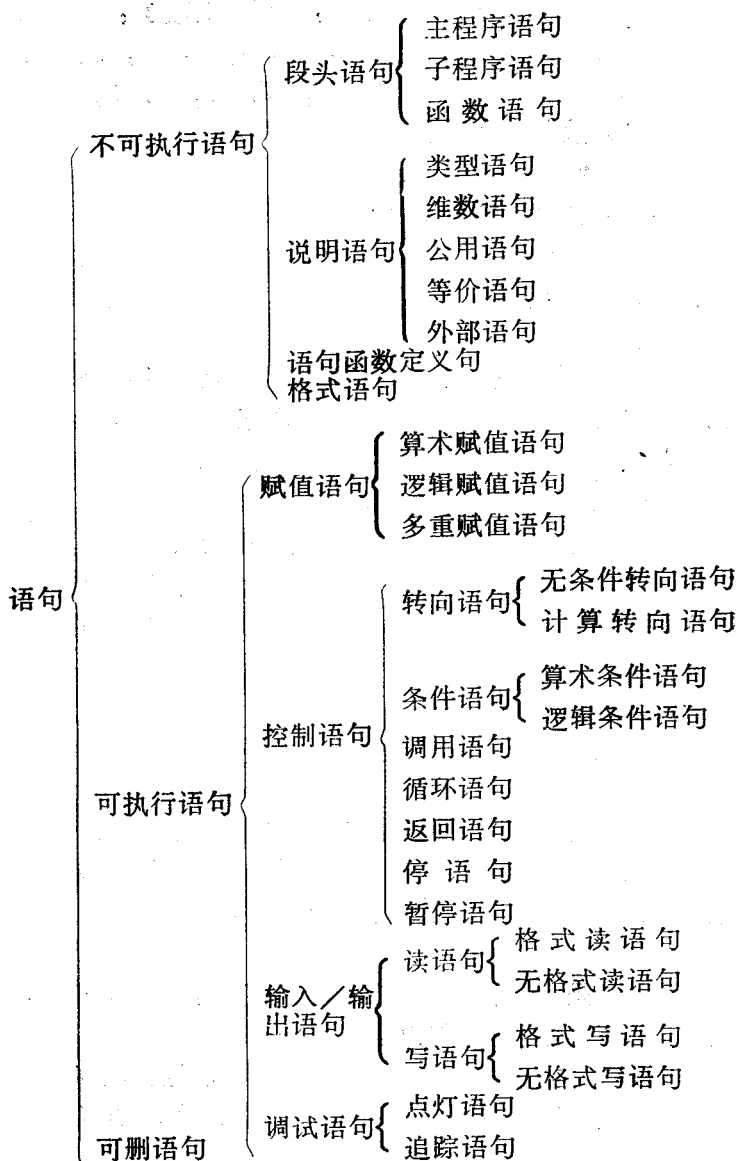 主程序语句
段头语句
子程序语句
函数语句
不可执行语句
类型语句
维数语句
说明语句
公用语句
等价语句
外部语句
语句函数定义句
格式语句
算术赋值语句
赋值语句
逻辑赋值语句
多重赋值语句
语句
转向语句
无条件转向语句
计算转向语句
条件语句
算术条件语句
逻辑条件语句
控制语句
调用语句
循环语句
可执行语句
返回语句
停语句
暂停语句
读语句
格式读语句
无格式读语句
输入／输
出语句
写语句
格式写语句
无格式写语句
调试语句
点灯语句
追踪语句
可删语句